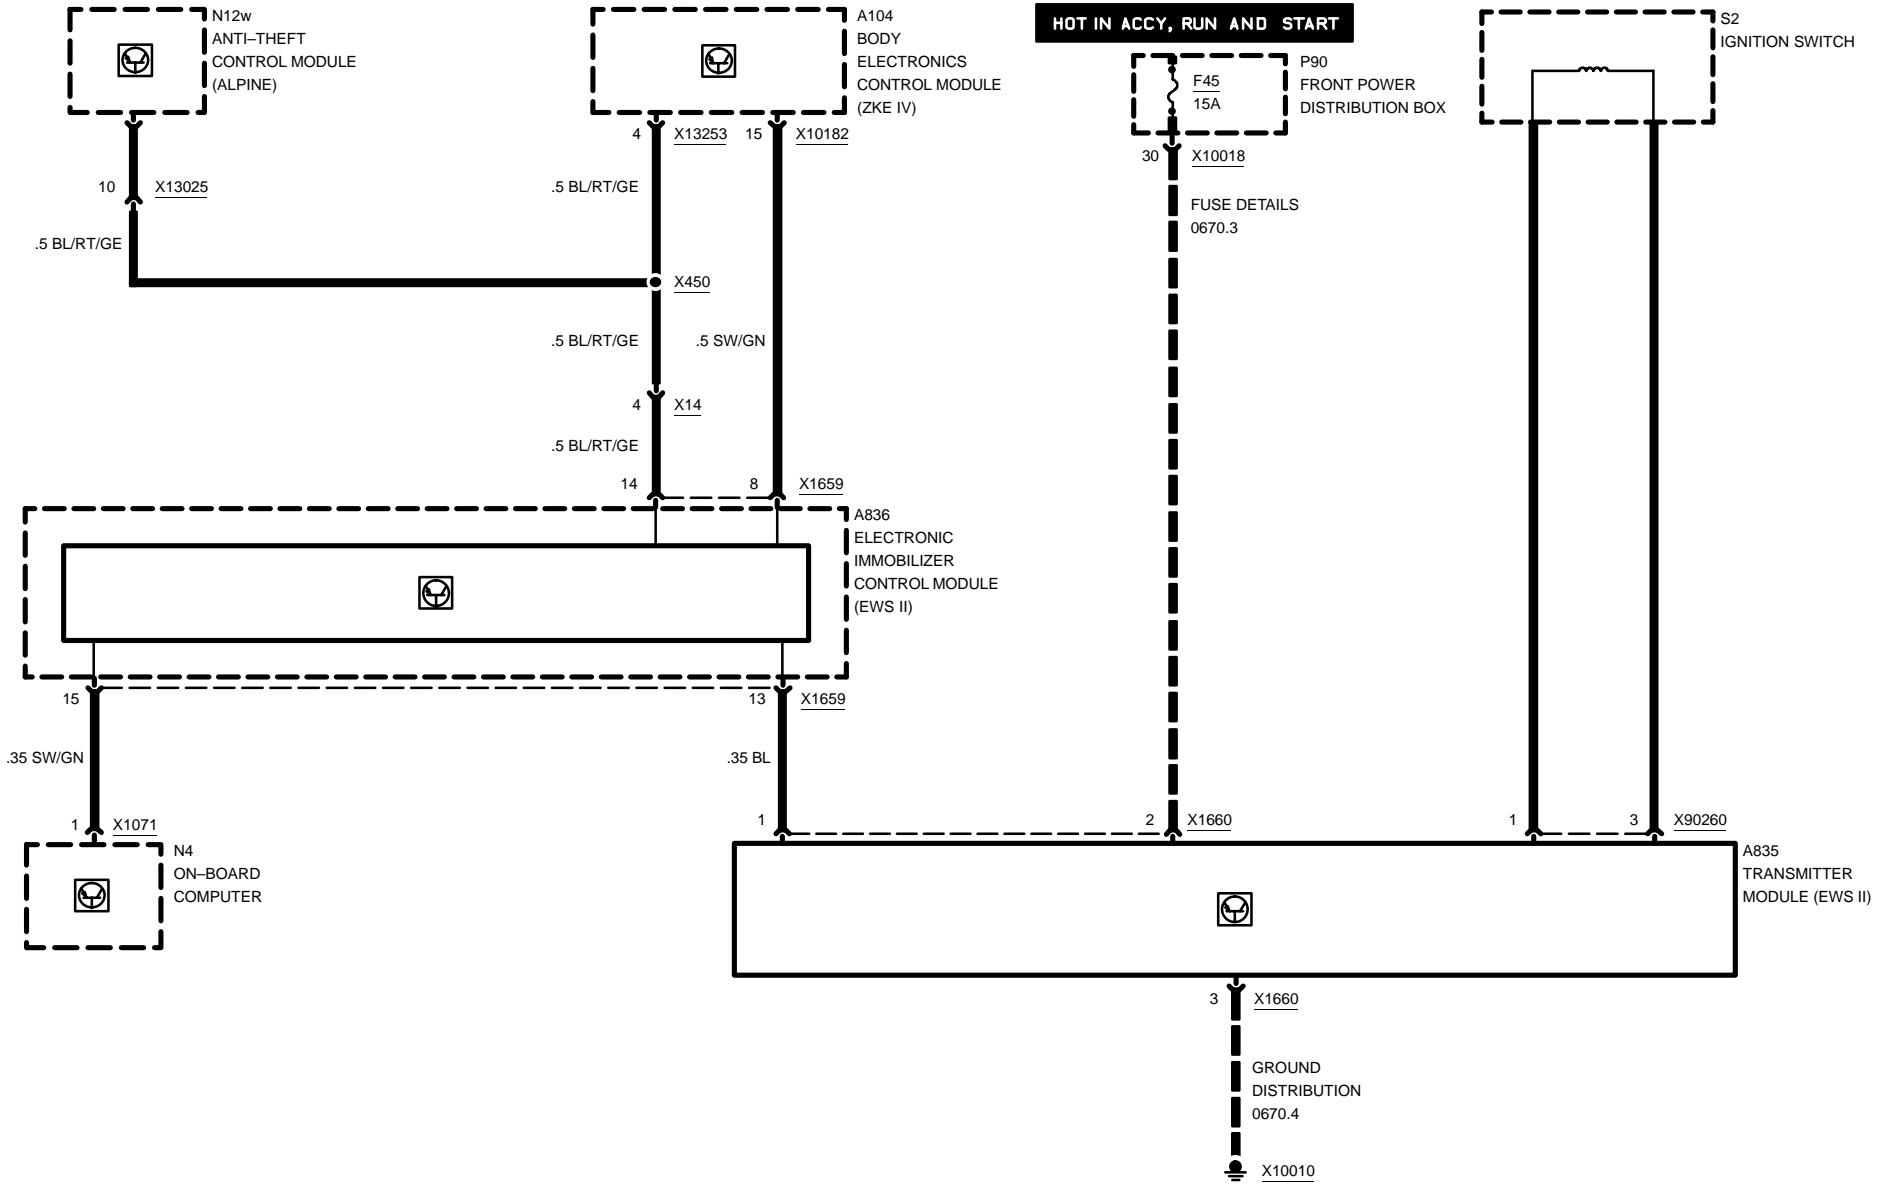 N12w
ANTI–THEFT
CONTROL MODULE
(ALPINE)
A104
BODY
ELECTRONICS
CONTROL MODULE
(ZKE IV)
HOT IN ACCY, RUN AND START
F45
15A
P90
FRONT POWER
DISTRIBUTION BOX
S2
IGNITION SWITCH
4 X13253 15 X10182
30 X10018
10 X13025
.5 BL/RT/GE
FUSE DETAILS
0670.3
.5 BL/RT/GE
X450
.5 BL/RT/GE
.5 SW/GN
4 X14
.5 BL/RT/GE
14 8 X1659
A836
ELECTRONIC
IMMOBILIZER
CONTROL MODULE
(EWS II)
15 13 X1659
.35 SW/GN
.35 BL
1 X1071
1 2 X1660 1 3 X90260
N4
ON–BOARD
COMPUTER
A835
TRANSMITTER
MODULE (EWS II)
3 X1660
GROUND
DISTRIBUTION
0670.4
X10010